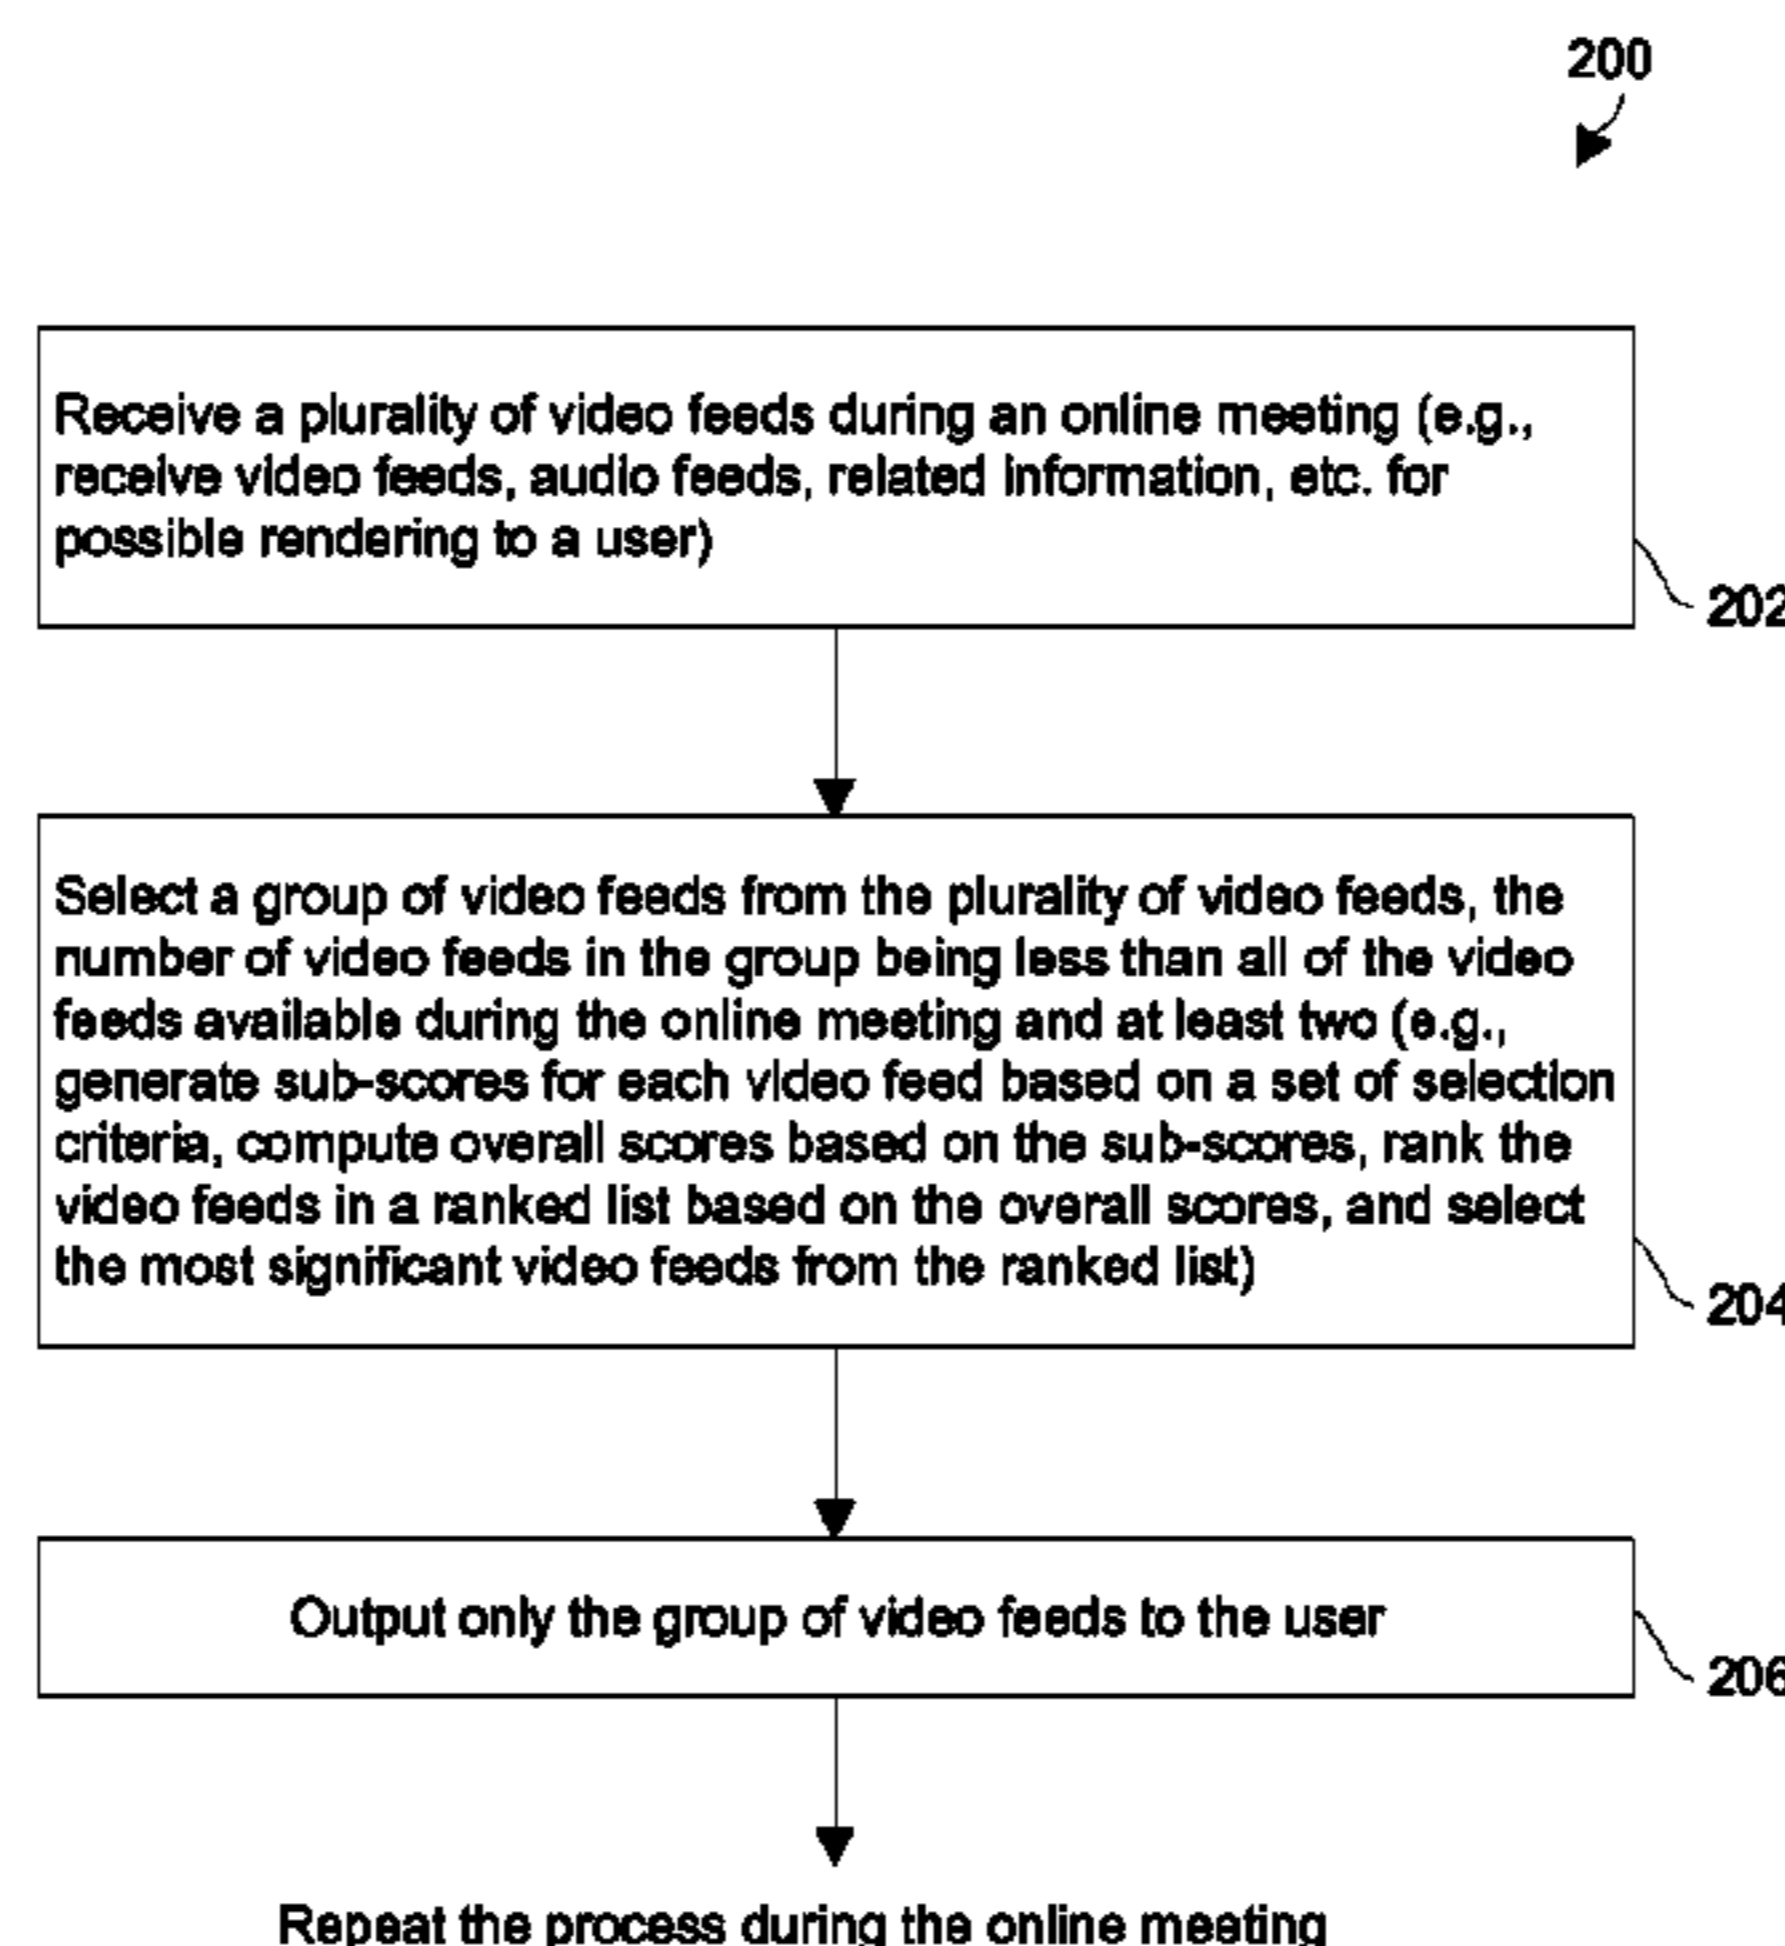 200
Receive a plurality of video feeds during an online meeting (e.g.,
receive video feeds, audio feeds, related information, etc. for
possible rendering to a user)
202
Select a group of video feeds from the plurality of video feeds, the
number of video feeds in the group being less than all of the video
feeds available during the online meeting and at least two (e.g.,
generate sub-scores for each video feed based on a set of selection
criteria, compute overall scores based on the sub-scores, rank the
video feeds in a ranked list based on the overall scores, and select
the most significant video feeds from the ranked list)
204
Output only the group of video feeds to the user
206
Repeat the process during the online meeting